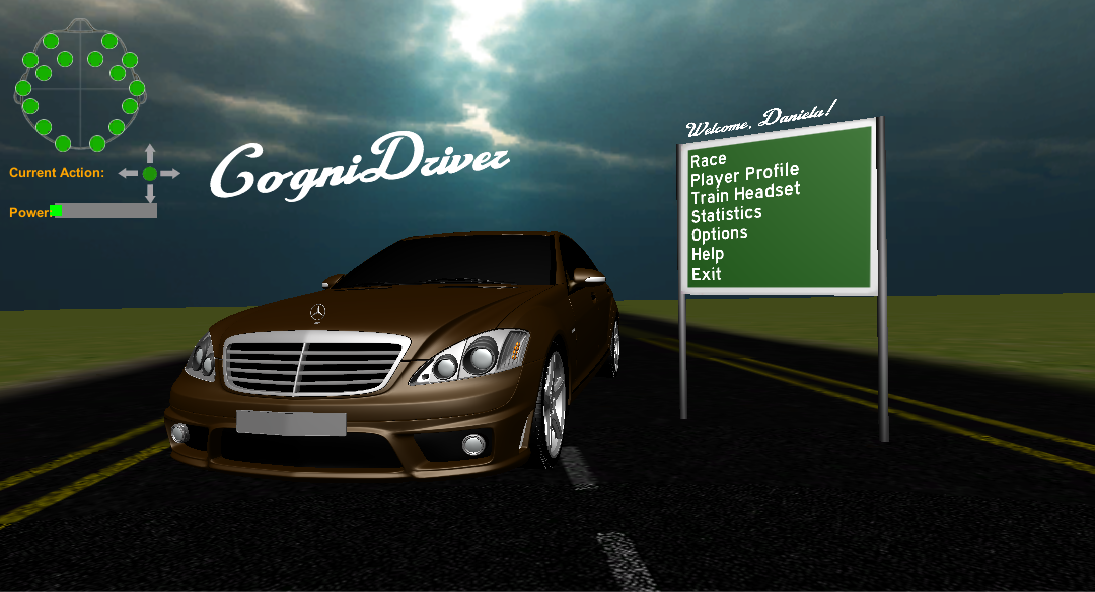 Current Action:
Power
CogniDriver
Welcome, Daniela!
Race
Player Profile
Train Headset
Statistics
Options
Help
Exit